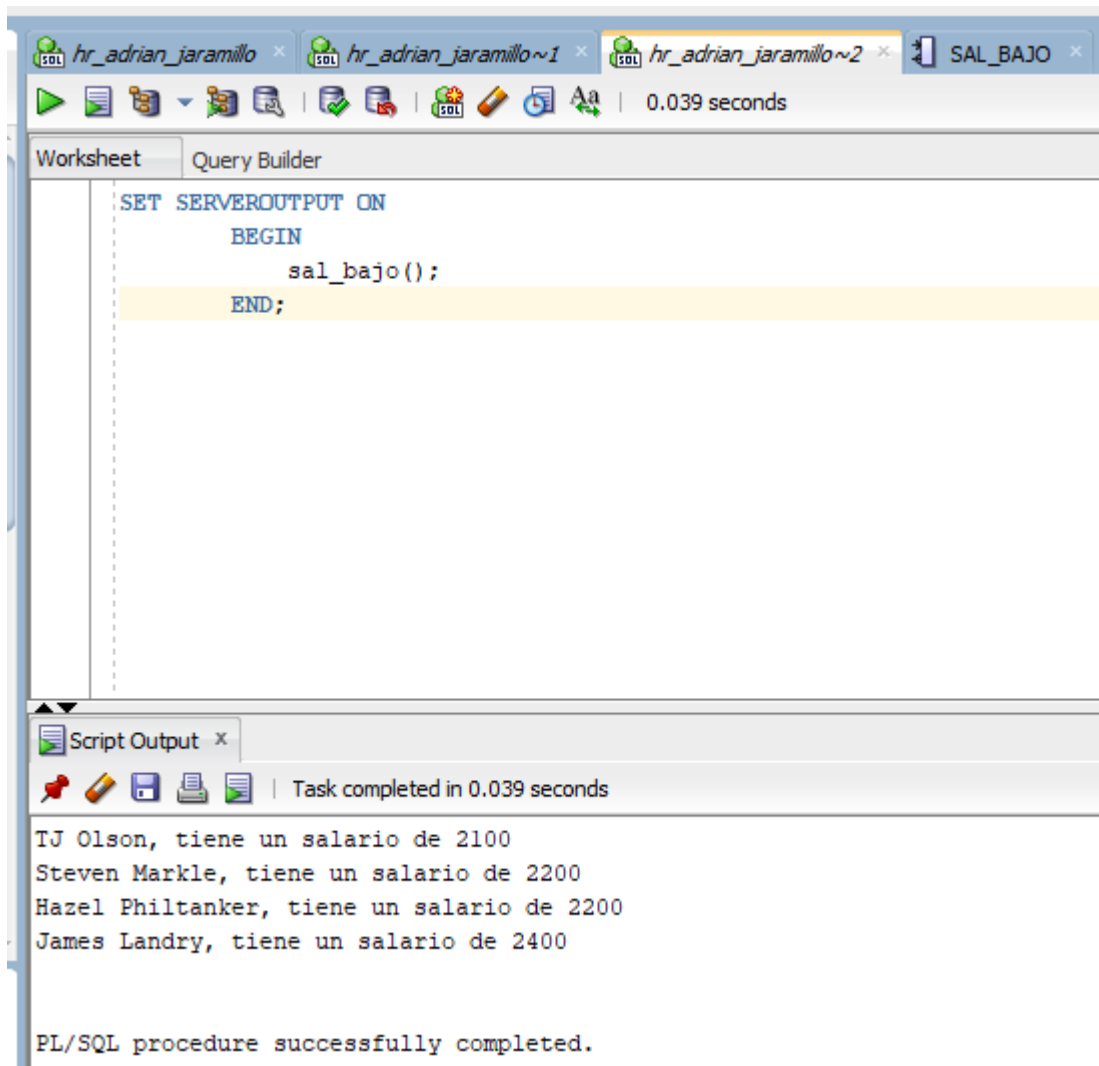 hr_adrian_jaramillo
hr_adrian_jaramillo~1
hr_adrian_jaramillo~2
SAL_BAJO
0.039 seconds
Worksheet
Query Builder
SET SERVEROUTPUT ON
BEGIN
sal_bajo();
END;
Script Output
Task completed in 0.039 seconds
TJ Olson, tiene un salario de 2100
Steven Markle, tiene un salario de 2200
Hazel Philtanker, tiene un salario de 2200
James Landry, tiene un salario de 2400
PL/SQL procedure successfully completed.